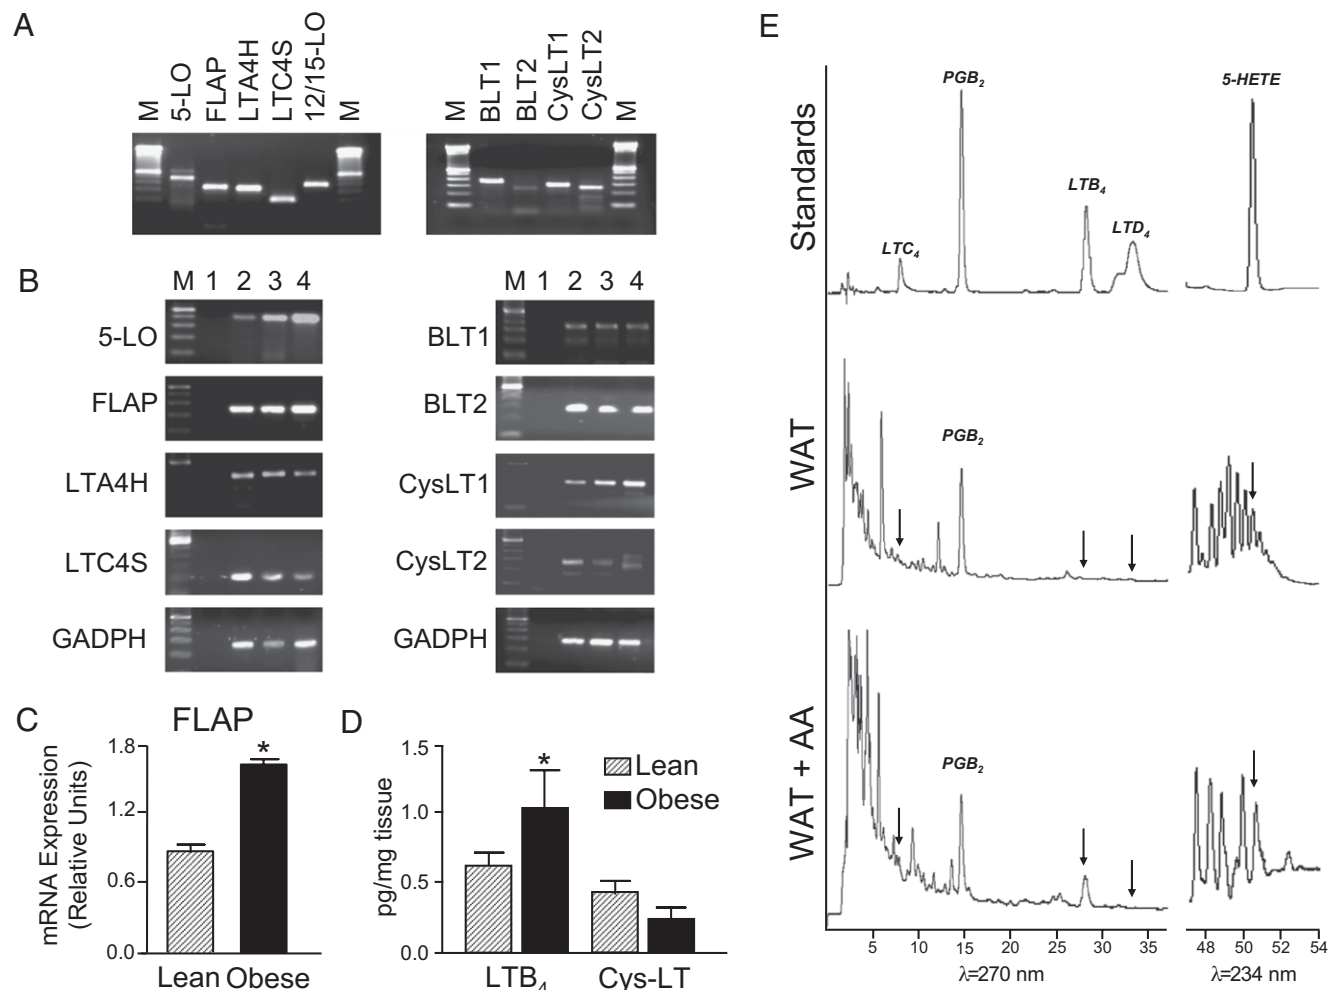 A
M 5-LO FLAP LTA4H LTC4S 12/15-LO M
M BLT1 BLT2 CysLT1 CysLT2 M
B
M 1 2 3 4
5-LO
FLAP
LTA4H
LTC4S
GADPH
M 1 2 3 4
BLT1
BLT2
CysLT1
CysLT2
GADPH
C
FLAP
mRNA Expression
(Relative Units)
1.8
1.2
0.6
0.0
*
Lean Obese
D
pg/mg tissue
1.5
1.0
0.5
0.0
*
Lean
Obese
LTB4 Cys-LT
E
Standards
LTC4
PGB2
LTB4
LTD4
5-HETE
WAT
PGB2
WAT + AA
PGB2
5 10 15 20 25 30 35
48 50 52 54
λ=270 nm
λ=234 nm